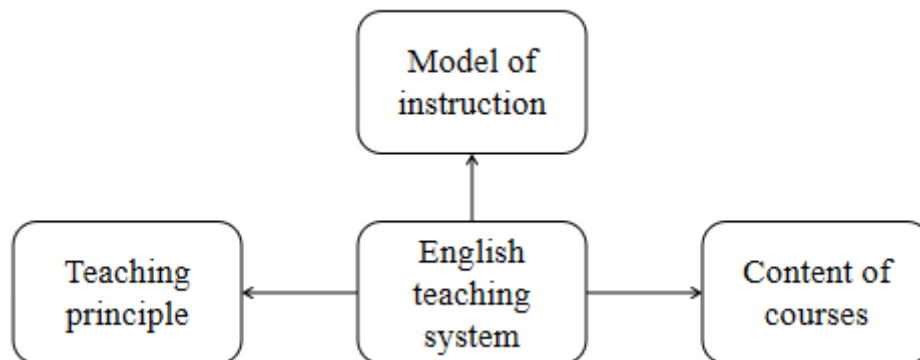 Model of
instruction
Teaching
principle
English
teaching
system
Content of
courses